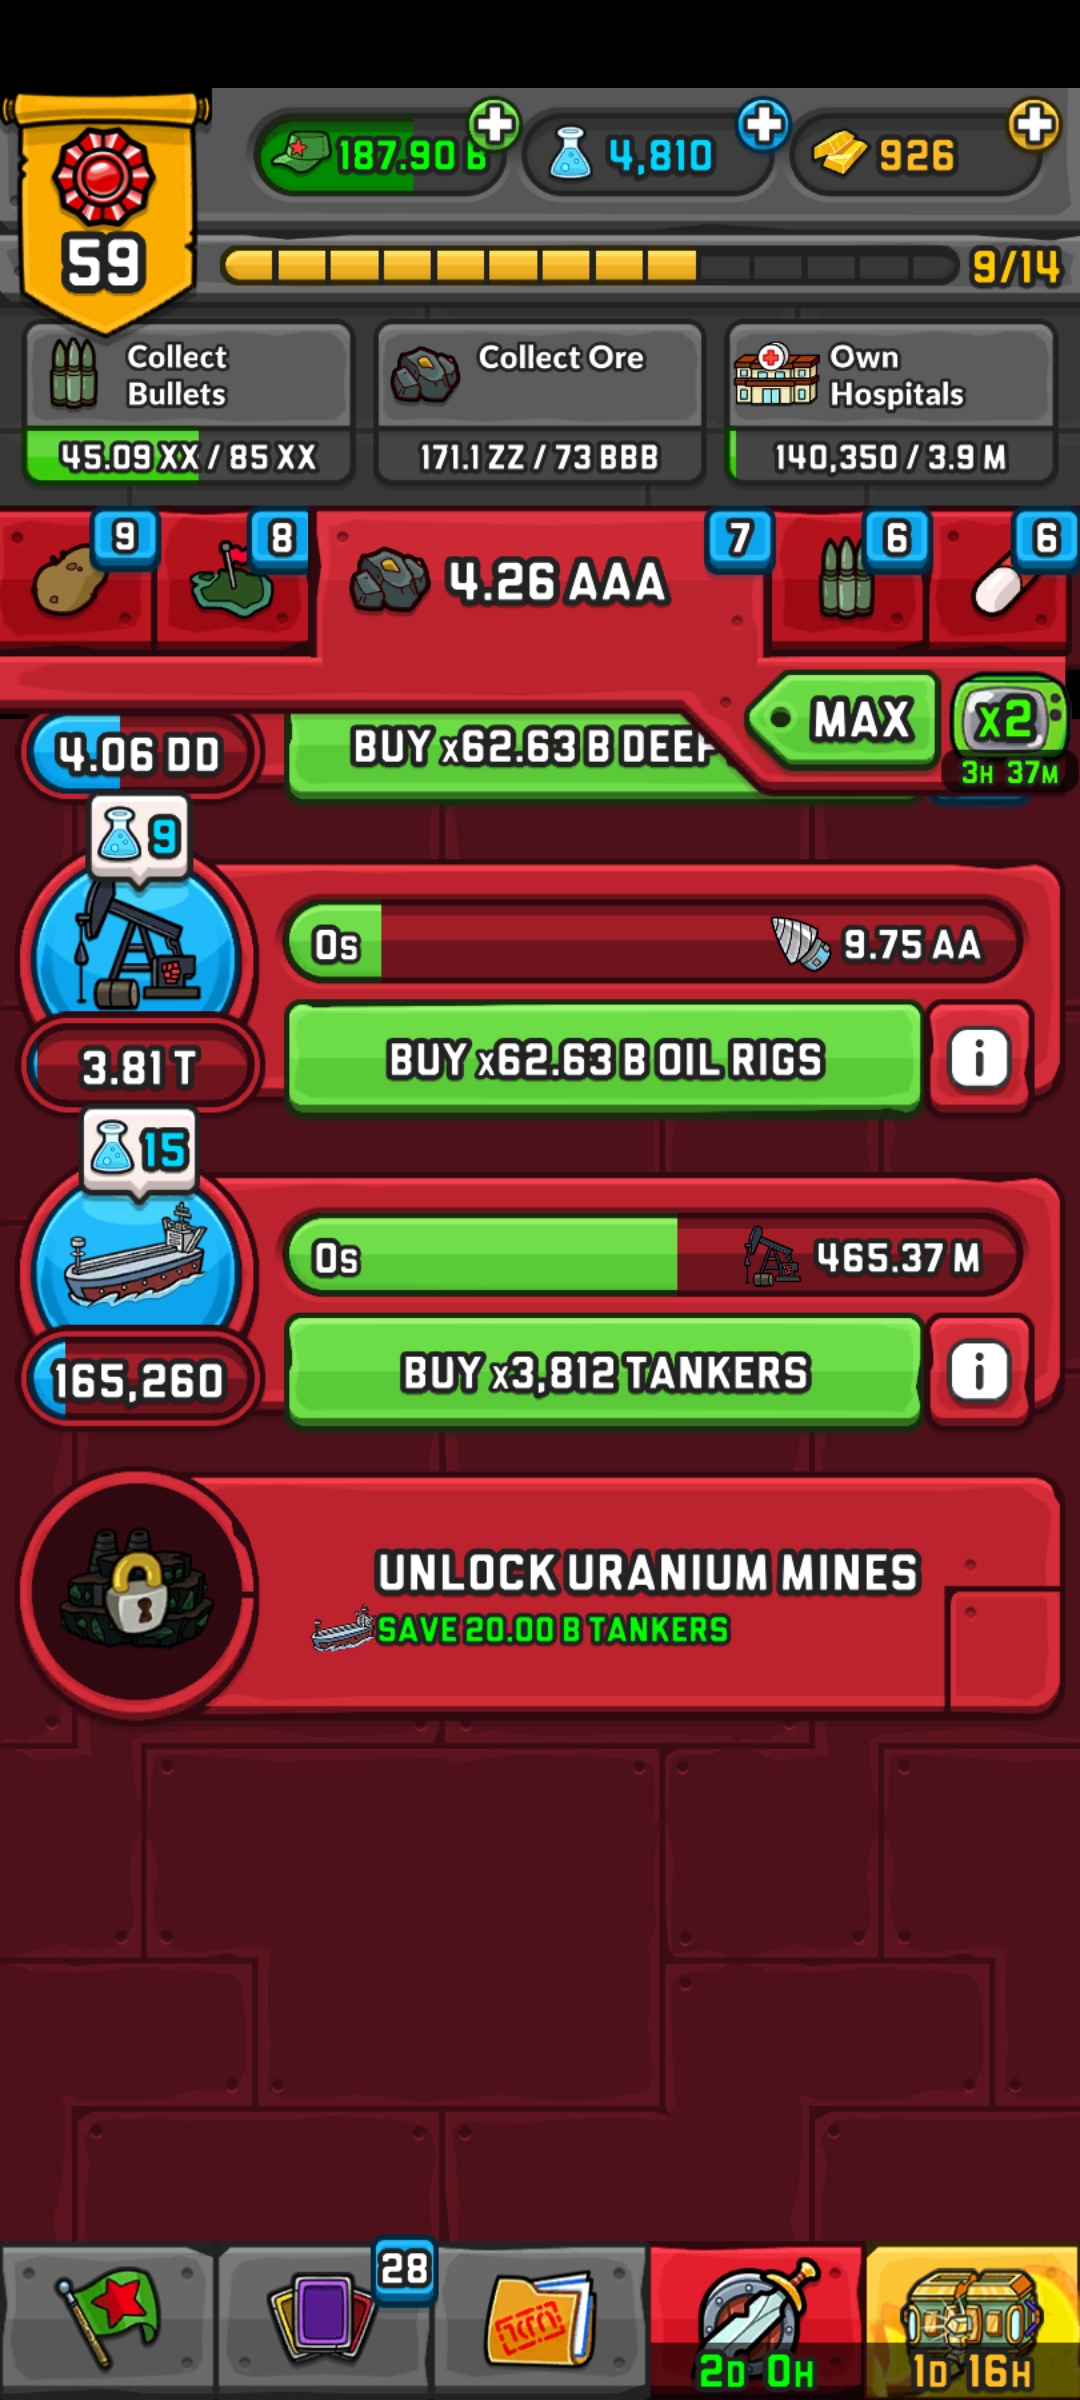 59
187.90 B
4,810
926
9/14
Collect
Bullets
45.09 XX / 85 XX
Collect Ore
171.1 ZZ / 73 BBB
Own
Hospitals
140,350 / 3.9 M
9
8
4.26 AAA
7
6
6
MAX
x2
3H 37M
4.06 DD
BUY x62.63 B DEEP
9
0s
9.75 AA
3.81 T
BUY x62.63 B OIL RIGS
i
15
0s
465.37 M
165,260
BUY x3,812 TANKERS
i
UNLOCK URANIUM MINES
SAVE 20.00 B TANKERS
28
2D 0H
1D 16H